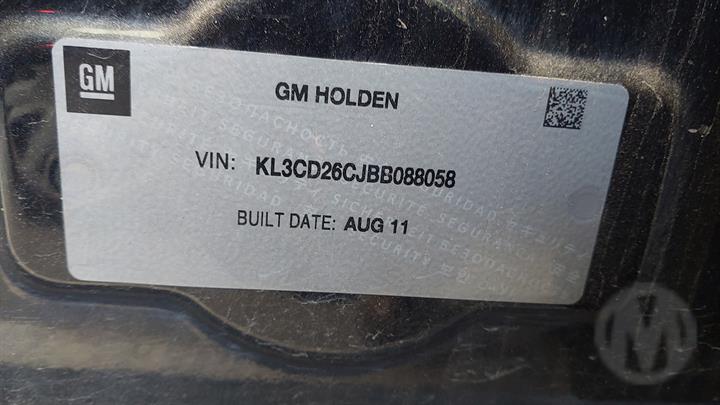 GM
GM HOLDEN
VIN: KL3CD26CJBB088058
BUILT DATE: AUG 11
M